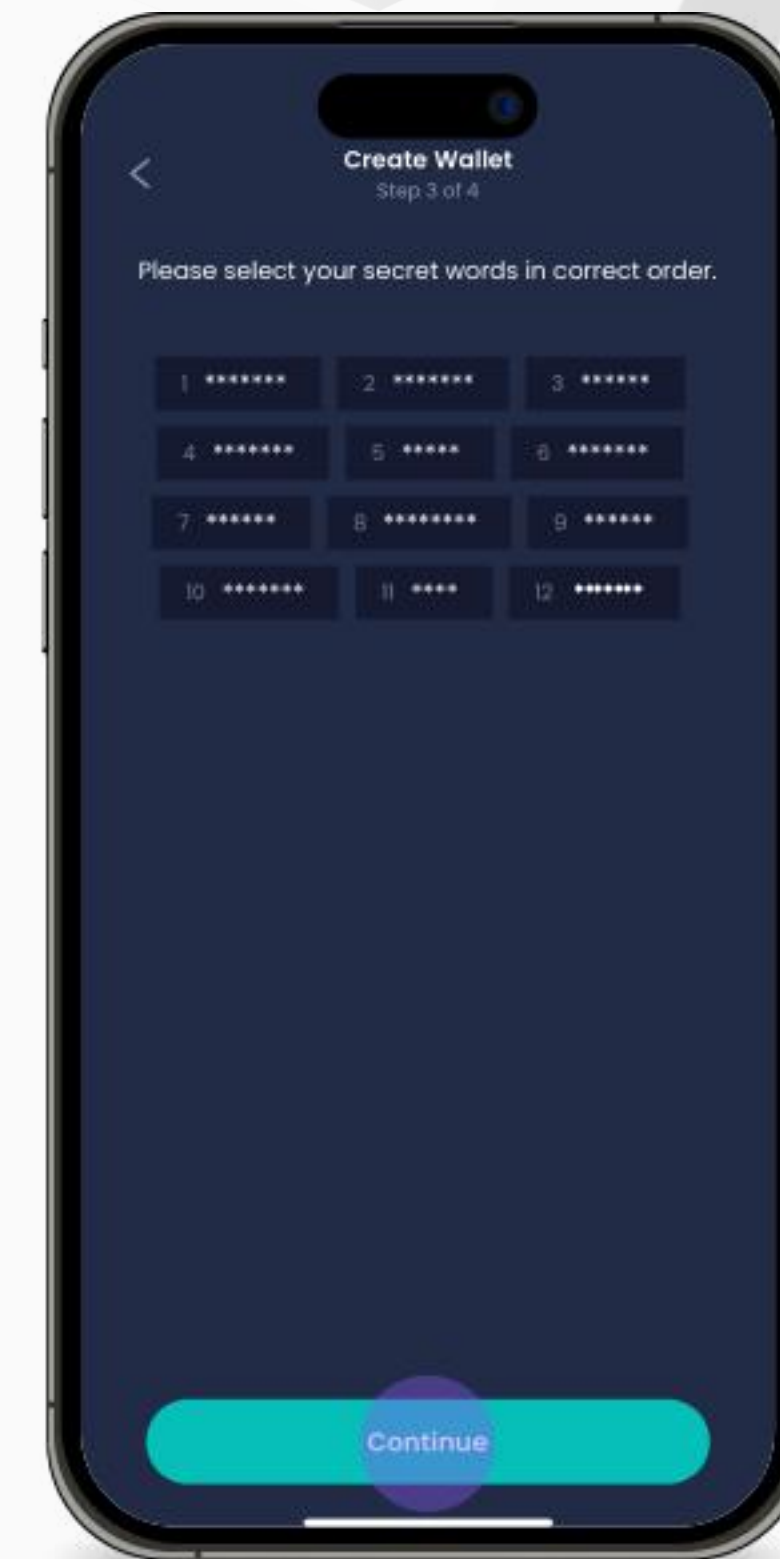 Create Wallet
Step 3 of 4
Please select your secret words in correct order.
1 ******* 2 ******* 3 ******
4 ******* 5 ***** 6 *******
7 ****** 8 ******** 9 ******
10 ******* 11 **** 12 *******
Continue